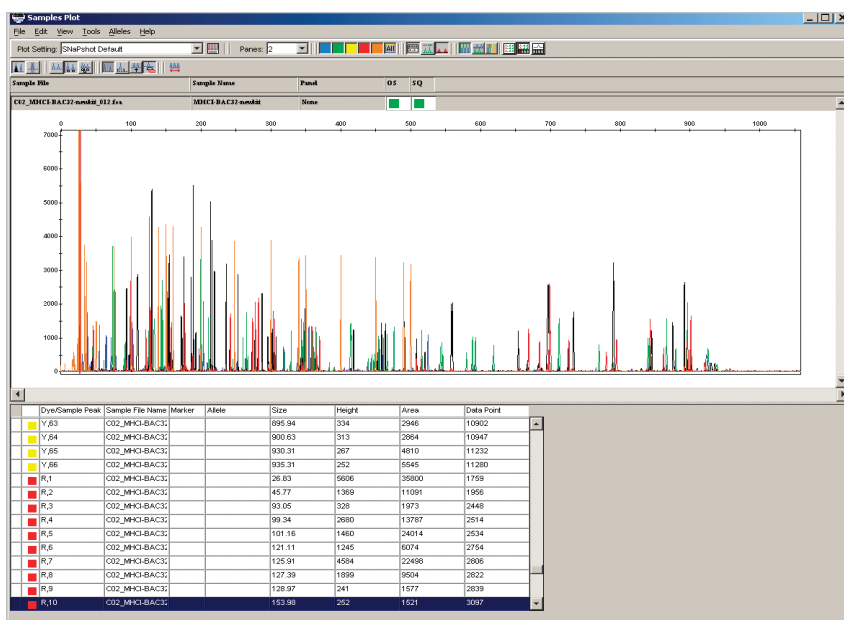 Samples Plot
File Edit View Tools Alleles Help
Plot Setting: SNaPshot Default Panes: 2 All
Sample File Sample Name Panel OS SQ
C02_MHCI-BAC32-newkit_012.fsa MHCI-BAC32-newkit None
0 100 200 300 400 500 600 700 800 900 1000
7000
6000
5000
4000
3000
2000
1000
0
Dye/Sample Peak Sample File Name Marker Allele Size Height Area Data Point
Y,63 C02_MHCI-BAC32 895.94 334 2946 10902
Y,64 C02_MHCI-BAC32 900.63 313 2864 10947
Y,65 C02_MHCI-BAC32 930.31 267 4810 11232
Y,66 C02_MHCI-BAC32 935.31 252 5545 11280
R,1 C02_MHCI-BAC32 26.83 5606 35800 1759
R,2 C02_MHCI-BAC32 45.77 1369 11091 1956
R,3 C02_MHCI-BAC32 93.05 328 1973 2448
R,4 C02_MHCI-BAC32 99.34 2680 13787 2514
R,5 C02_MHCI-BAC32 101.16 1460 24014 2534
R,6 C02_MHCI-BAC32 121.11 1245 6074 2754
R,7 C02_MHCI-BAC32 125.91 4584 22498 2806
R,8 C02_MHCI-BAC32 127.39 1899 9504 2822
R,9 C02_MHCI-BAC32 128.97 241 1577 2839
R,10 C02_MHCI-BAC32 153.98 252 1521 3097